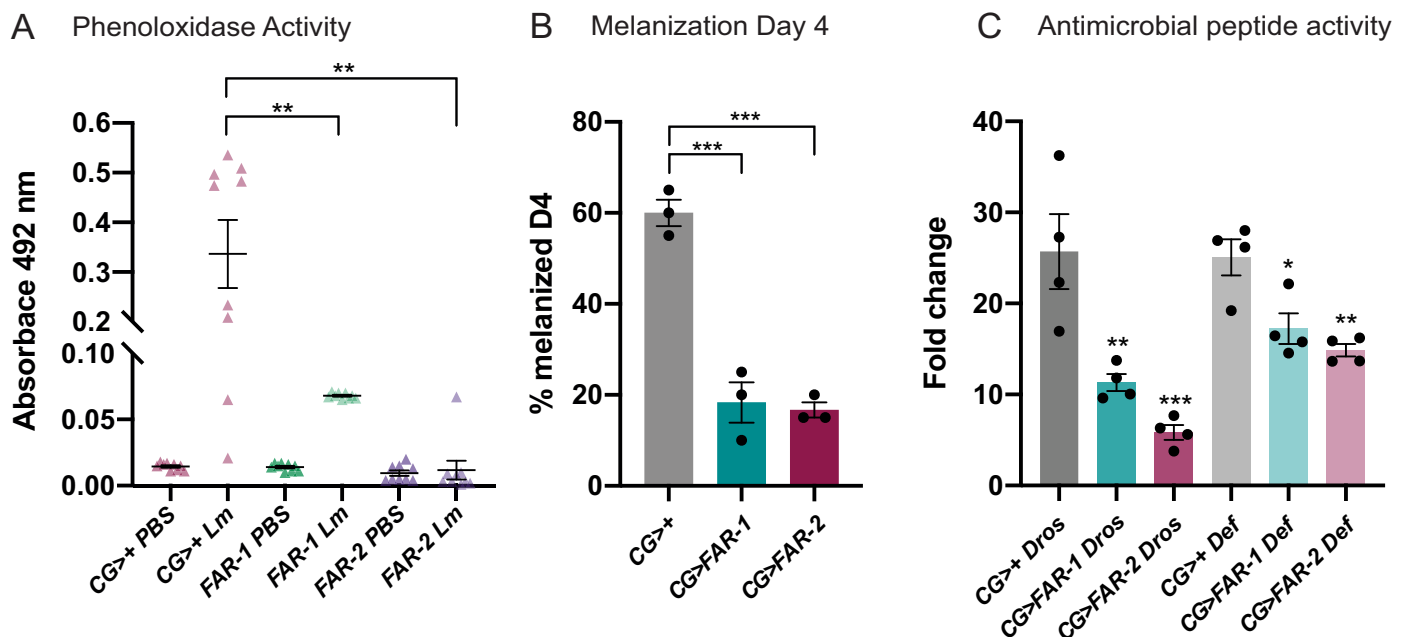 A Phenoloxidase Activity
**
**
0.6
0.5
0.4
0.3
0.2
0.10
0.05
0.00
Absorbace 492 nm
CG>+ PBS
CG>+ Lm
FAR-1 PBS
FAR-1 Lm
FAR-2 PBS
FAR-2 Lm
B Melanization Day 4
***
***
80
60
40
20
0
% melanized D4
CG>+
CG>FAR-1
CG>FAR-2
C Antimicrobial peptide activity
40
30
20
10
0
Fold change
**
***
*
**
CG>+ Dros
CG>FAR-1 Dros
CG>FAR-2 Dros
CG>+ Def
CG>FAR-1 Def
CG>FAR-2 Def